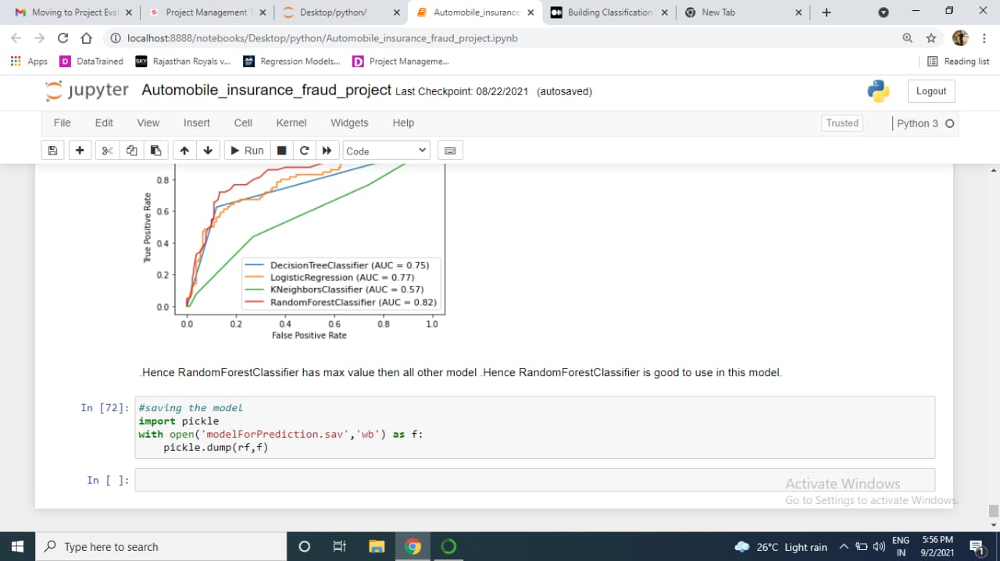 Moving to Project Eval
Project Management T
Desktop/python/
Automobile_insurance
Building Classification
New Tab
localhost:8888/notebooks/Desktop/python/Automobile_insurance_fraud_project.ipynb
Apps
D DataTrained
SKY Rajasthan Royals v...
Regression Models...
D Project Manageme...
Reading list
jupyter Automobile_insurance_fraud_project Last Checkpoint: 08/22/2021 (autosaved)
Logout
File Edit View Insert Cell Kernel Widgets Help
Trusted
Python 3
Run
Code
0.8
0.6
0.4
0.2
0.0
True Positive Rate
DecisionTreeClassifier (AUC = 0.75)
LogisticRegression (AUC = 0.77)
KNeighborsClassifier (AUC = 0.57)
RandomForestClassifier (AUC = 0.82)
0.0 0.2 0.4 0.6 0.8 1.0
False Positive Rate
.Hence RandomForestClassifier has max value then all other model .Hence RandomForestClassifier is good to use in this model.
In [72]: #saving the model
import pickle
with open('modelForPrediction.sav','wb') as f:
pickle.dump(rf,f)
In [ ]:
Activate Windows
Go to Settings to activate Windows.
Type here to search
26°C Light rain
ENG
IN
5:56 PM
9/2/2021
1